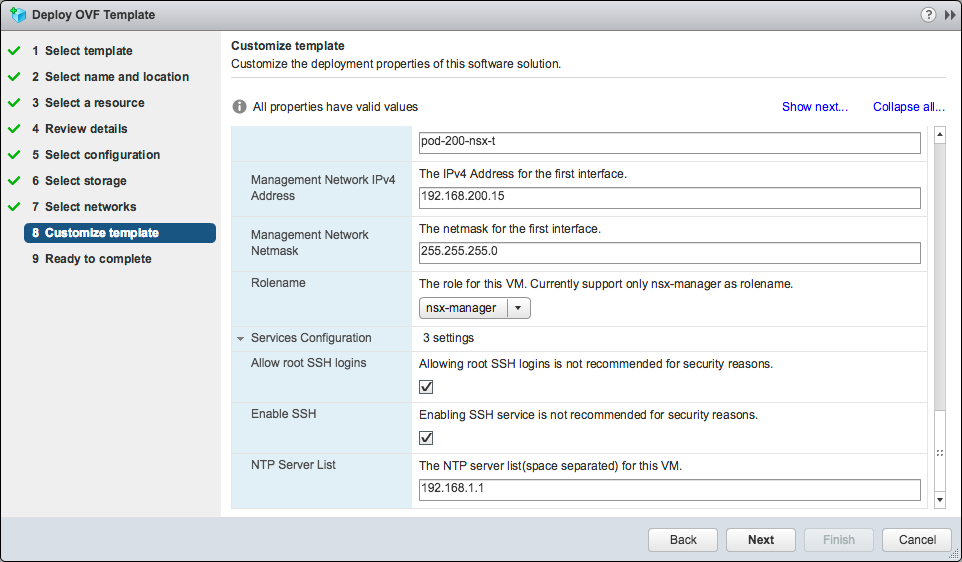 Deploy OVF Template
?
1 Select template
2 Select name and location
3 Select a resource
4 Review details
5 Select configuration
6 Select storage
7 Select networks
8 Customize template
9 Ready to complete
Customize template
Customize the deployment properties of this software solution.
All properties have valid values
Show next...
Collapse all...
pod-200-nsx-t
Management Network IPv4
Address
The IPv4 Address for the first interface.
192.168.200.15
Management Network
Netmask
The netmask for the first interface.
255.255.255.0
Rolename
The role for this VM. Currently support only nsx-manager as rolename.
nsx-manager
Services Configuration
3 settings
Allow root SSH logins
Allowing root SSH logins is not recommended for security reasons.
Enable SSH
Enabling SSH service is not recommended for security reasons.
NTP Server List
The NTP server list(space separated) for this VM.
192.168.1.1
Back
Next
Finish
Cancel